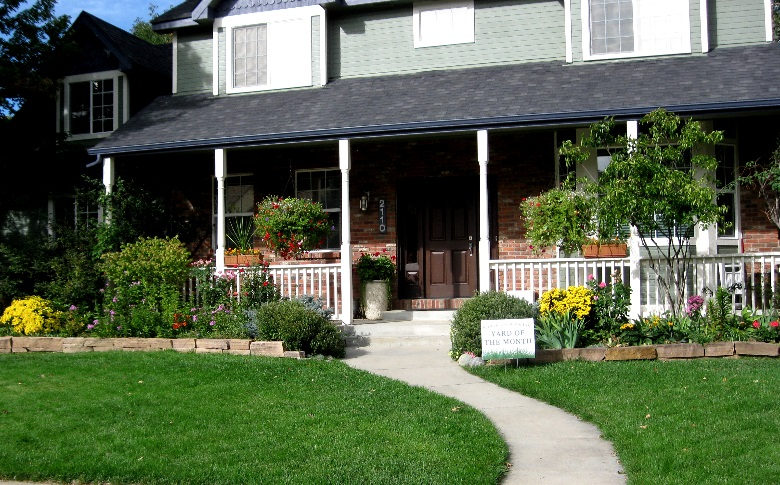 2110
YARD OF
THE MONTH